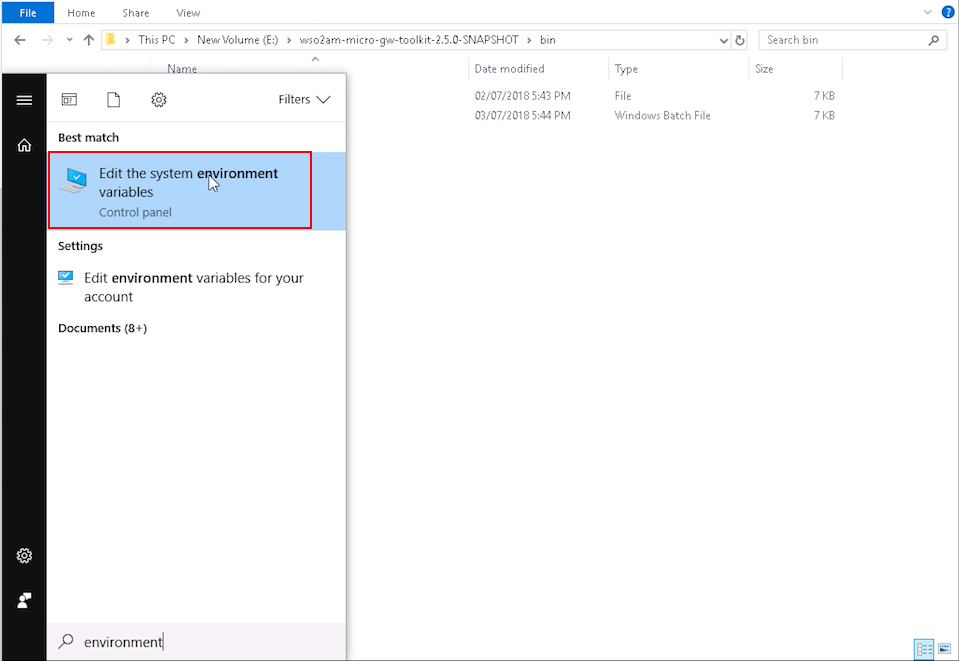 File Home Share View
This PC New Volume (E:) wso2am-micro-gw-toolkit-2.5.0-SNAPSHOT bin Search bin
Name Date modified Type Size
02/07/2018 5:43 PM File 7 KB
03/07/2018 5:44 PM Windows Batch File 7 KB
Filters
Best match
Edit the system environment
variables
Control panel
Settings
Edit environment variables for your
account
Documents (8+)
environment